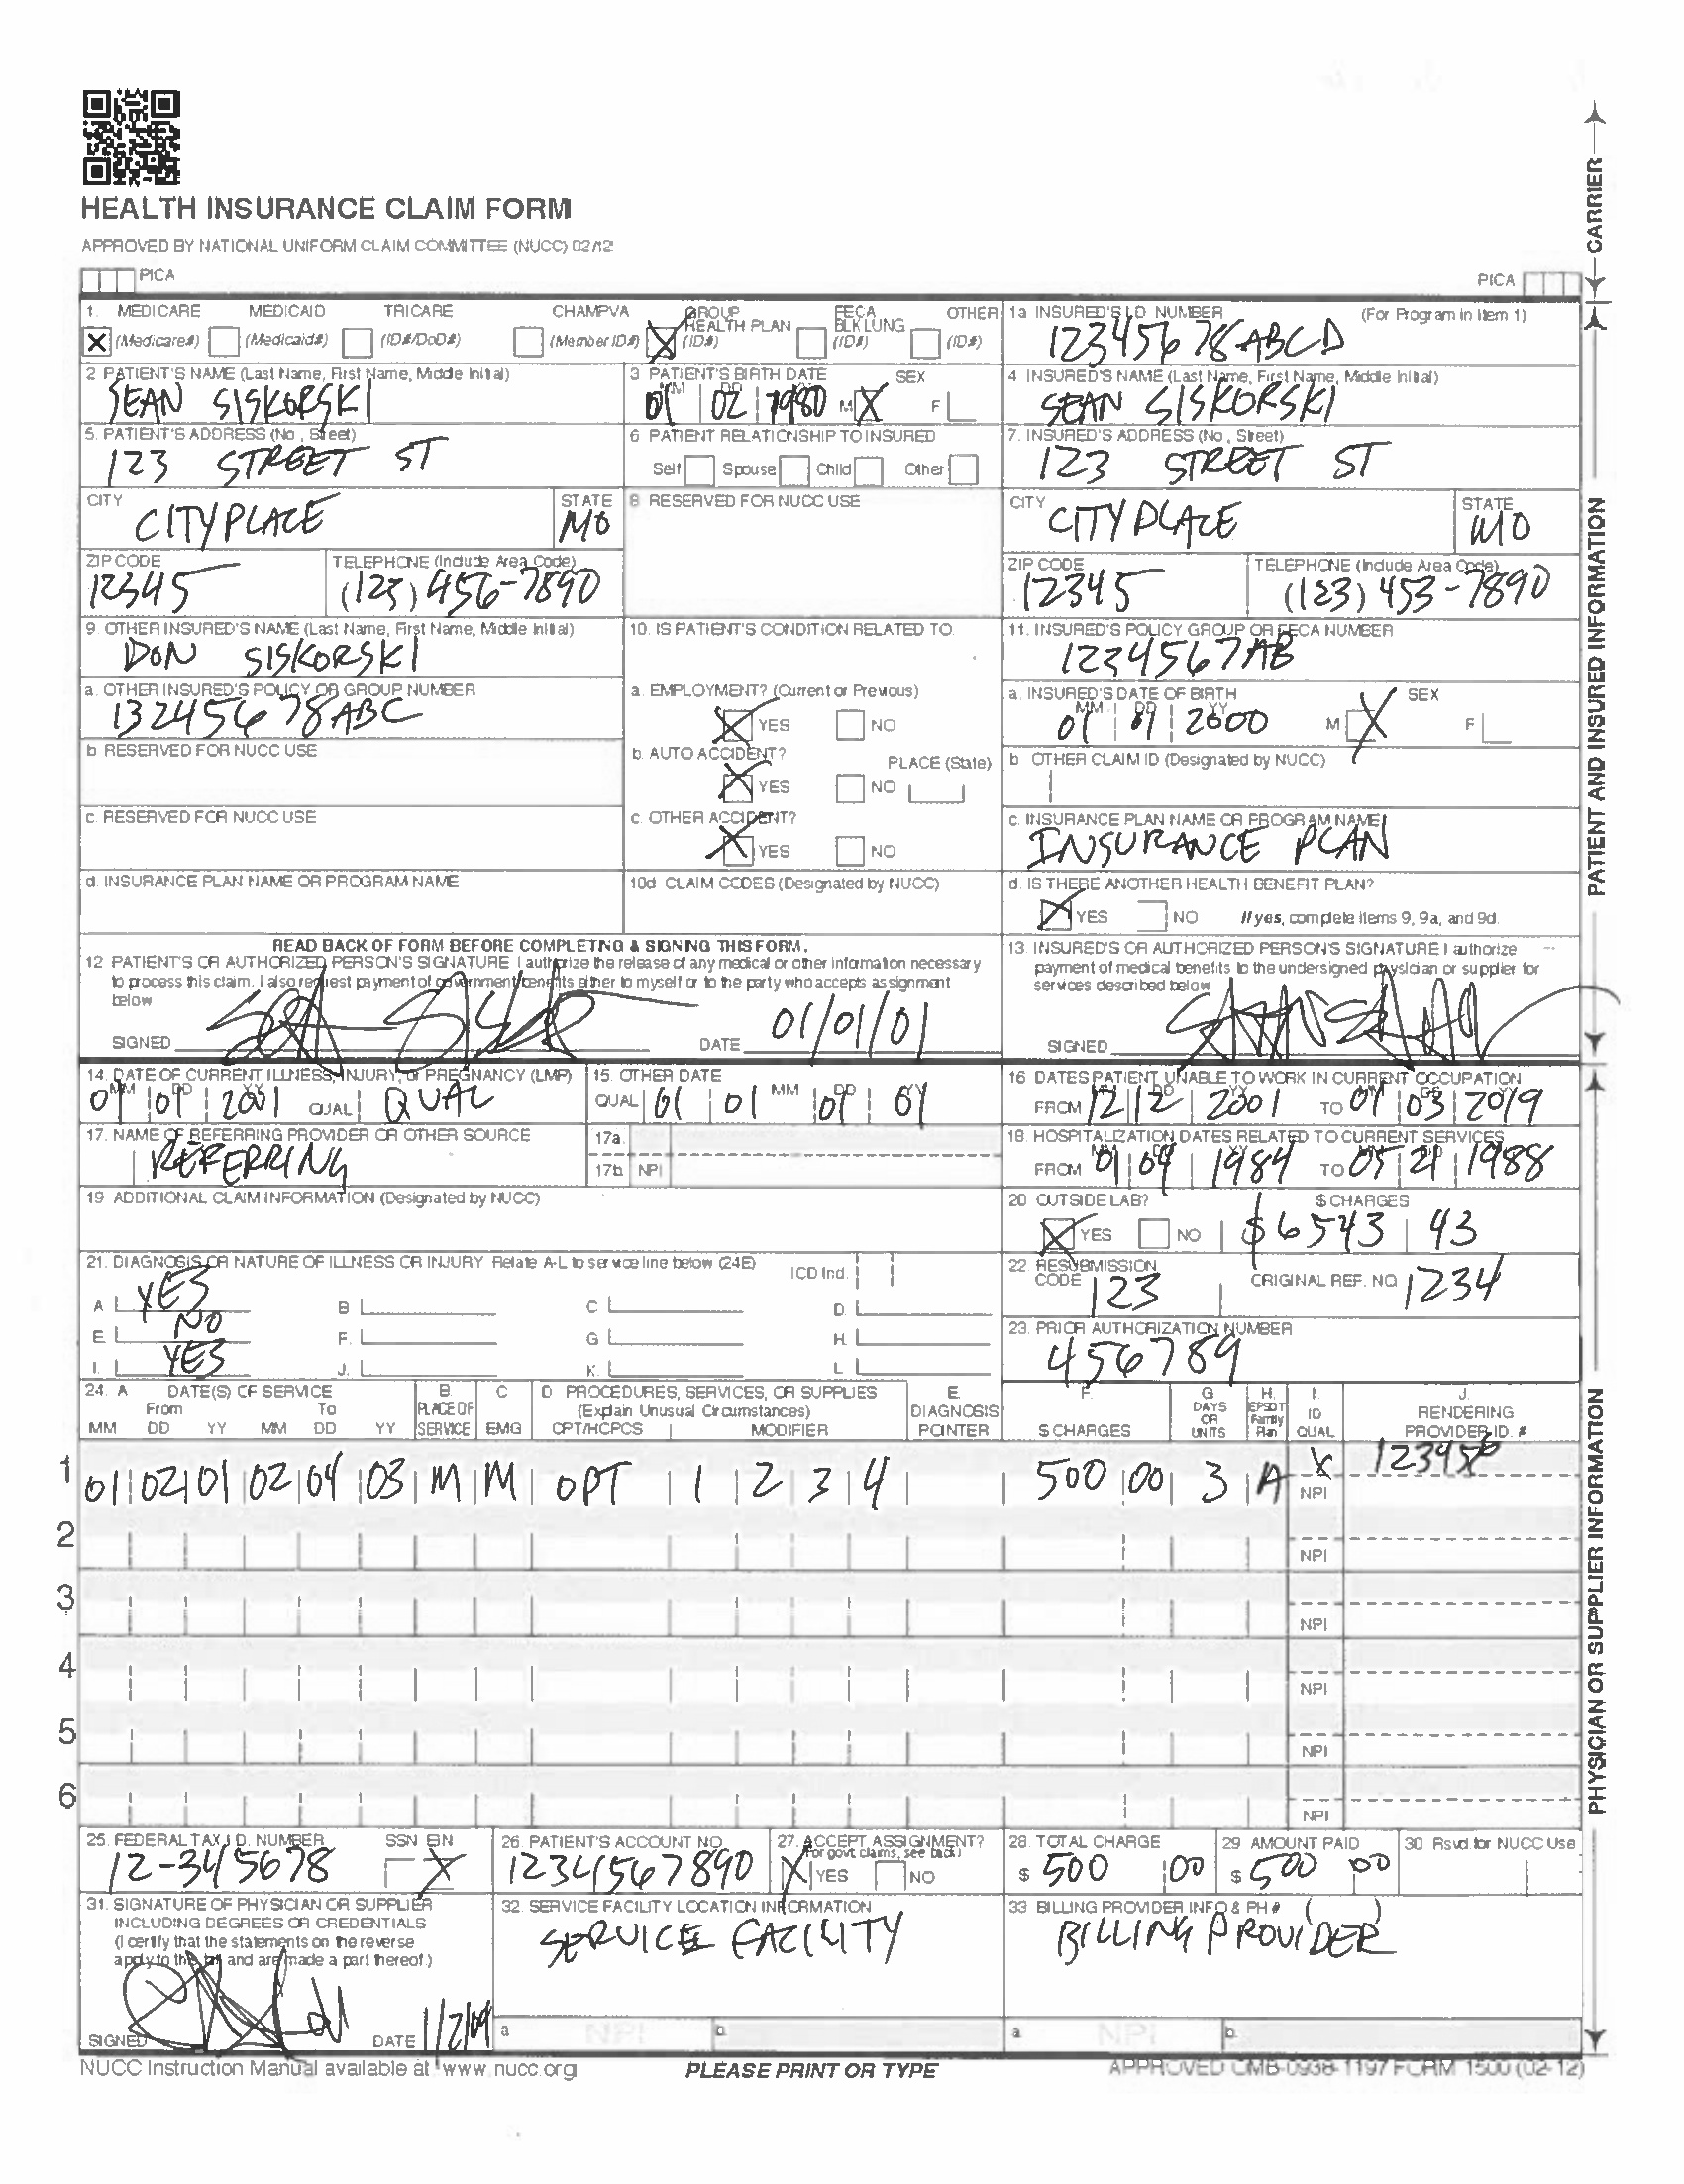 HEALTH INSURANCE CLAIM FORM
APPROVED BY NATIONAL UNIFORM CLAIM COMMITTEE (NUCC) 02/12
PICA
PICA
CARRIER
1. MEDICARE MEDICAID TRICARE CHAMPVA GROUP HEALTH PLAN FECA BLK LUNG OTHER
X (Medicare#) (Medicaid#) (ID#/DoD#) (Member ID#) X (ID#) (ID#) (ID#)
1a INSURED'S I.D. NUMBER (For Program in Item 1)
12345678ABCD
2 PATIENT'S NAME (Last Name, First Name, Middle Initial)
SEAN SISKORSKI
3 PATIENT'S BIRTH DATE SEX
MM DD
01 02 1980 M X F
4 INSURED'S NAME (Last Name, First Name, Middle Initial)
SEAN SISKORSKI
5. PATIENT'S ADDRESS (No., Street)
123 STREET ST
6 PATIENT RELATIONSHIP TO INSURED
Self Spouse Child Other
7. INSURED'S ADDRESS (No., Street)
123 STREET ST
CITY STATE
CITYPLACE MO
8 RESERVED FOR NUCC USE
CITY STATE
CITYPLACE MO
ZIP CODE TELEPHONE (Include Area Code)
12345 (123) 456-7890
ZIP CODE TELEPHONE (Include Area Code)
12345 (123) 453-7890
9. OTHER INSURED'S NAME (Last Name, First Name, Middle Initial)
DON SISKORSKI
10. IS PATIENT'S CONDITION RELATED TO
11. INSURED'S POLICY GROUP OR FECA NUMBER
1234567AB
a. OTHER INSURED'S POLICY OR GROUP NUMBER
13245678ABC
a. EMPLOYMENT? (Current or Previous)
X YES NO
a. INSURED'S DATE OF BIRTH SEX
MM DD YY
01 01 2000 M X F
b RESERVED FOR NUCC USE
b. AUTO ACCIDENT? PLACE (State)
X YES NO
b OTHER CLAIM ID (Designated by NUCC)
c. RESERVED FOR NUCC USE
c. OTHER ACCIDENT?
X YES NO
c. INSURANCE PLAN NAME OR PROGRAM NAME
INSURANCE PLAN
d. INSURANCE PLAN NAME OR PROGRAM NAME
10d CLAIM CODES (Designated by NUCC)
d. IS THERE ANOTHER HEALTH BENEFIT PLAN?
X YES NO If yes, complete items 9, 9a, and 9d.
PATIENT AND INSURED INFORMATION
READ BACK OF FORM BEFORE COMPLETING & SIGNING THIS FORM.
12 PATIENT'S OR AUTHORIZED PERSON'S SIGNATURE I authorize the release of any medical or other information necessary
to process this claim. I also request payment of government benefits either to myself or to the party who accepts assignment
below
SIGNED DATE 01/01/01
13. INSURED'S OR AUTHORIZED PERSON'S SIGNATURE I authorize
payment of medical benefits to the undersigned physician or supplier for
services described below
SIGNED
14. DATE OF CURRENT ILLNESS, INJURY, or PREGNANCY (LMP)
MM DD YY
01 01 2001 QUAL QUAL
15. OTHER DATE
MM DD YY
QUAL 01 01 01 01
16 DATES PATIENT UNABLE TO WORK IN CURRENT OCCUPATION
FROM 12 12 2001 TO 01 03 2019
17. NAME OF REFERRING PROVIDER OR OTHER SOURCE
REFERRING
17a.
17b. NPI
18. HOSPITALIZATION DATES RELATED TO CURRENT SERVICES
FROM 01 04 1984 TO 05 21 1988
19 ADDITIONAL CLAIM INFORMATION (Designated by NUCC)
20 OUTSIDE LAB? $ CHARGES
X YES NO $6543 43
21. DIAGNOSIS OR NATURE OF ILLNESS OR INJURY Relate A-L to service line below (24E) ICD Ind.
A YES B C D.
E. NO F. G H.
I. YES J. K. L.
22. RESUBMISSION CODE ORIGINAL REF. NO.
123 1234
23. PRIOR AUTHORIZATION NUMBER
456789
24. A DATE(S) OF SERVICE B. C D PROCEDURES, SERVICES, OR SUPPLIES E. F. G H. I. J.
From To PLACE OF (Explain Unusual Circumstances) DIAGNOSIS DAYS OR UNITS EPSDT Family Plan ID RENDERING
MM DD YY MM DD YY SERVICE EMG CPT/HCPCS MODIFIER POINTER $ CHARGES QUAL PROVIDER ID. #
X
1 01 02 01 02 04 03 M M OPT 1 2 3 4 500 00 3 A NPI
2 NPI
3 NPI
4 NPI
5 NPI
6 NPI
PHYSICIAN OR SUPPLIER INFORMATION
25. FEDERAL TAX I.D. NUMBER SSN EIN
12-345678 X
26. PATIENT'S ACCOUNT NO.
1234567890
27. ACCEPT ASSIGNMENT?
(For govt. claims, see back)
X YES NO
28. TOTAL CHARGE
$ 500 00
29 AMOUNT PAID
$ 500 00
30 Rsvd for NUCC Use
31. SIGNATURE OF PHYSICIAN OR SUPPLIER
INCLUDING DEGREES OR CREDENTIALS
(I certify that the statements on the reverse
apply to this bill and are made a part thereof.)
SIGNED DATE 1/2/09
32. SERVICE FACILITY LOCATION INFORMATION
SERVICE FACILITY
a. NPI b.
33 BILLING PROVIDER INFO & PH # ( )
BILLING PROVIDER
a. NPI b.
NUCC Instruction Manual available at: www.nucc.org
PLEASE PRINT OR TYPE
APPROVED OMB-0938-1197 FORM 1500 (02-12)